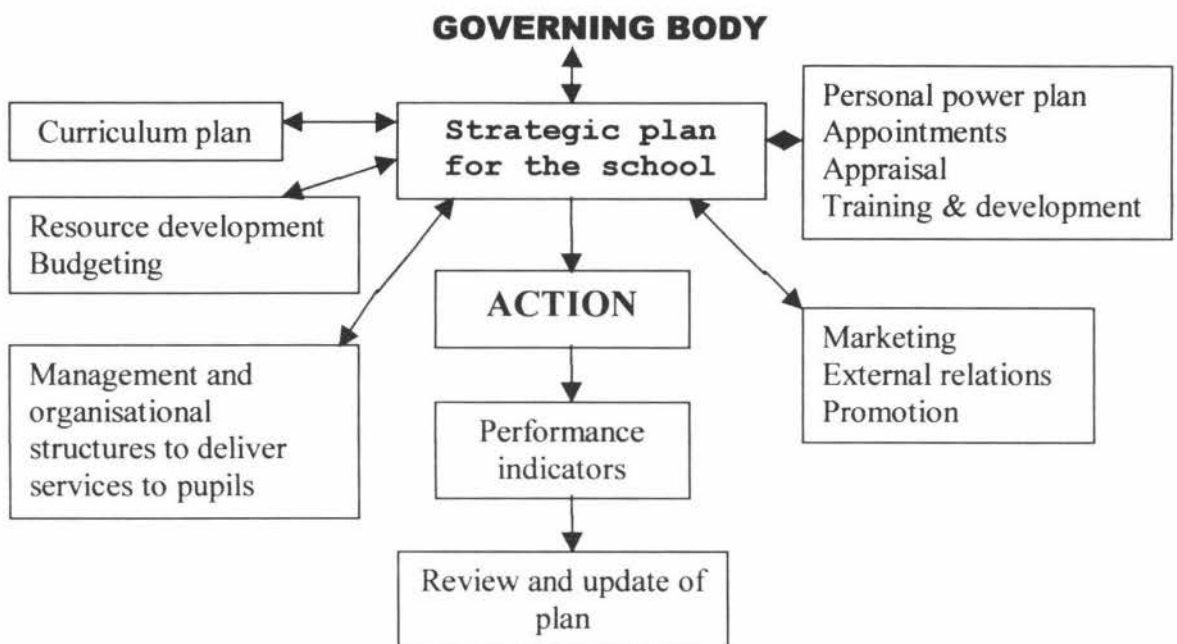 GOVERNING BODY
Curriculum plan
Strategic plan
for the school
Personal power plan
Appointments
Appraisal
Training & development
Resource development
Budgeting
ACTION
Management and
organisational
structures to deliver
services to pupils
Marketing
External relations
Promotion
Performance
indicators
Review and update of
plan